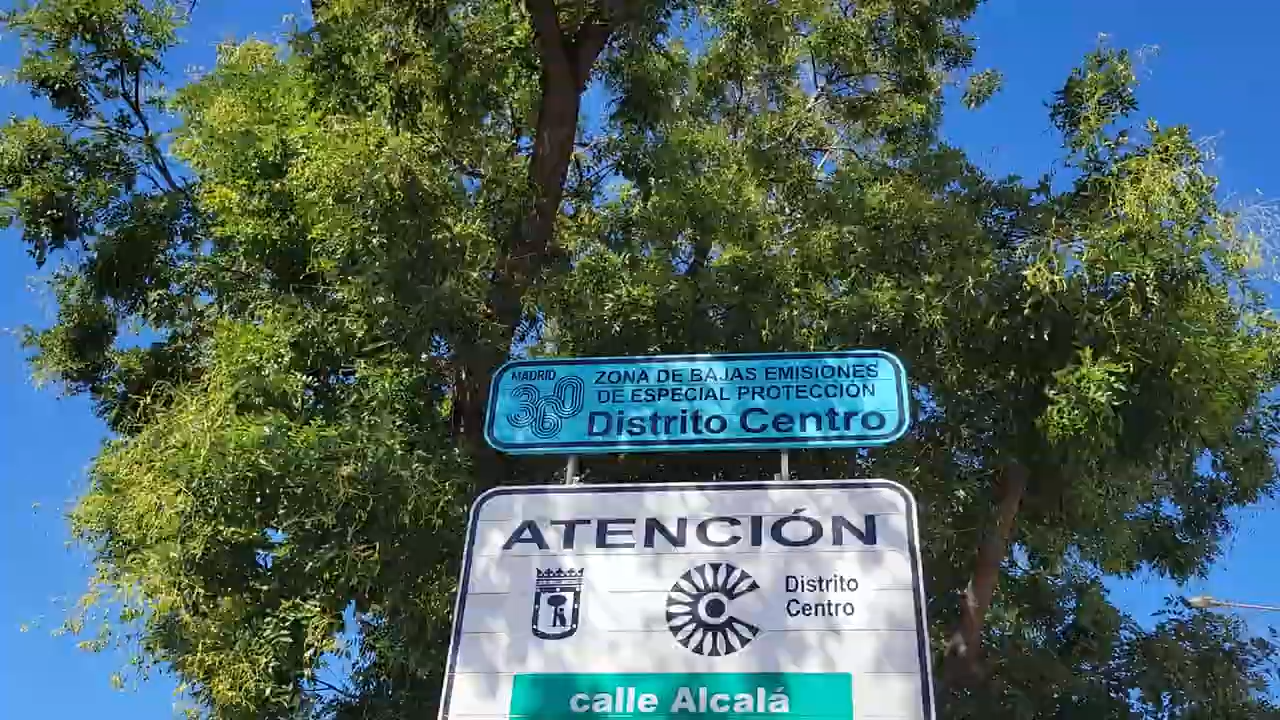 MADRID
360
ZONA DE BAJAS EMISIONES
DE ESPECIAL PROTECCIÓN
Distrito Centro
ATENCIÓN
Distrito
Centro
calle Alcalá